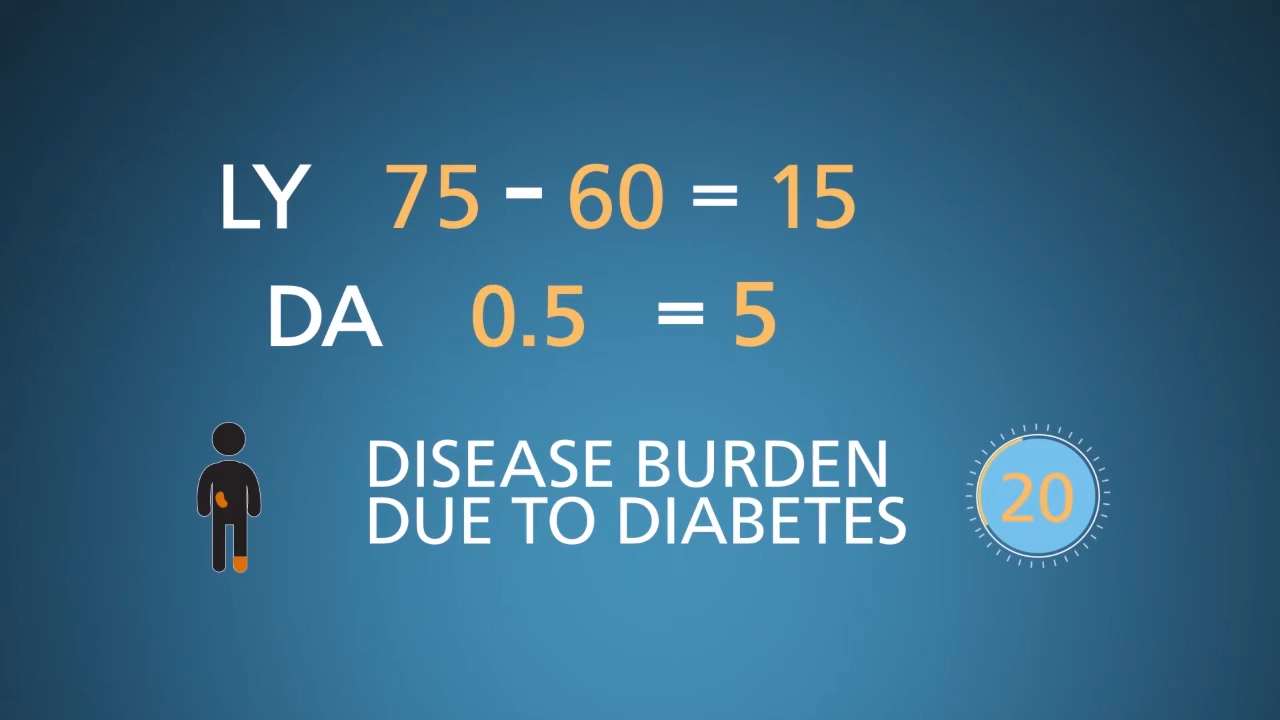 LY 75 - 60 = 15
DA 0.5 = 5
DISEASE BURDEN
DUE TO DIABETES
20